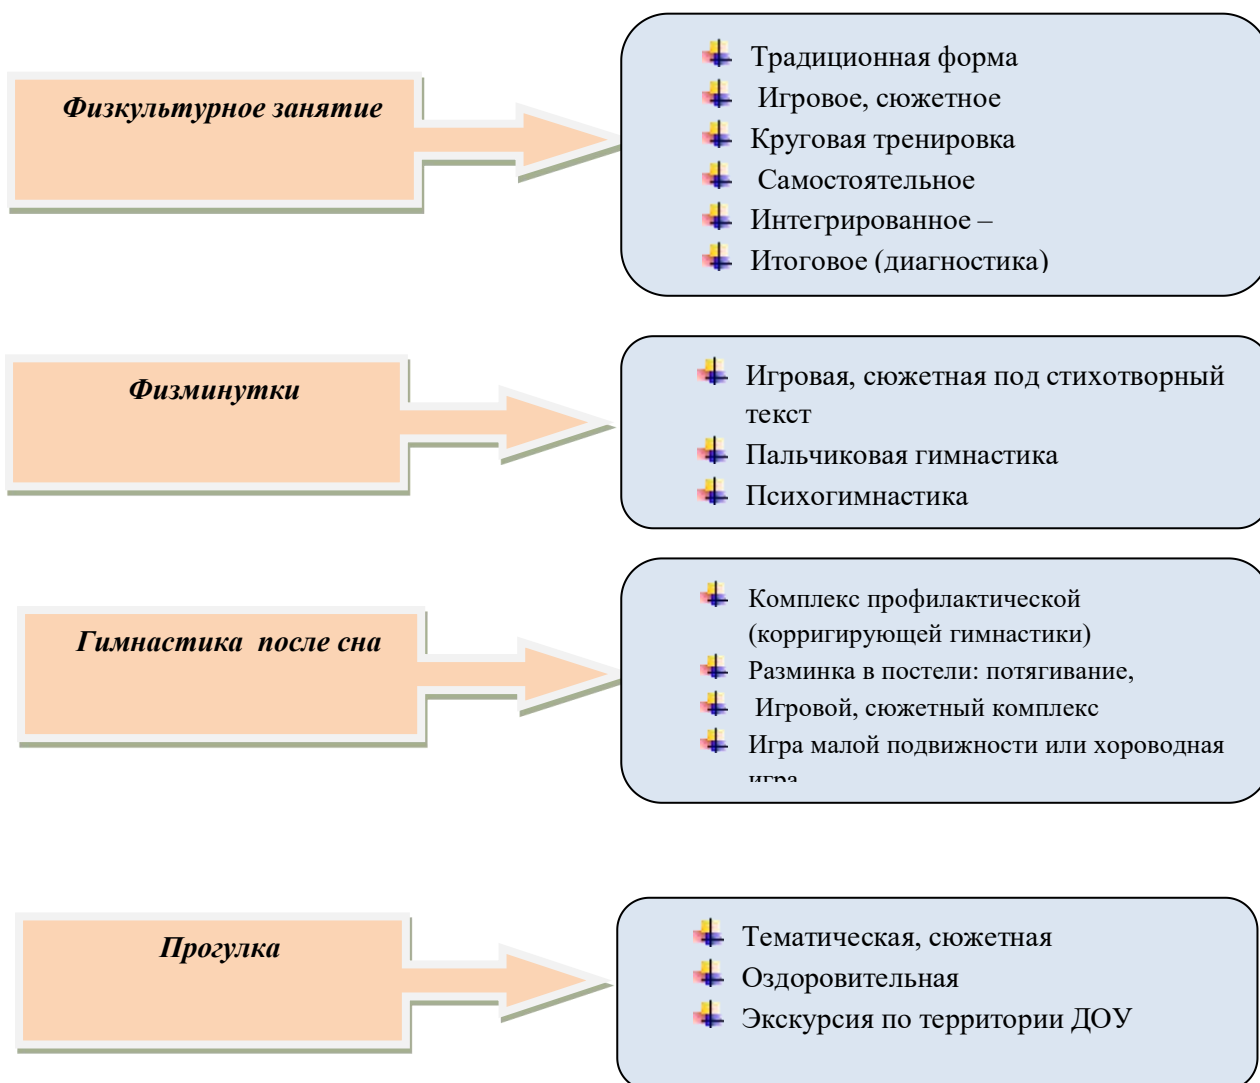 Физкультурное занятие
Традиционная форма
Игровое, сюжетное
Круговая тренировка
Самостоятельное
Интегрированное –
Итоговое (диагностика)
Физминутки
Игровая, сюжетная под стихотворный
текст
Пальчиковая гимнастика
Психогимнастика
Гимнастика после сна
Комплекс профилактической
(корригирующей гимнастики)
Разминка в постели: потягивание,
Игровой, сюжетный комплекс
Игра малой подвижности или хороводная
игра
Прогулка
Тематическая, сюжетная
Оздоровительная
Экскурсия по территории ДОУ